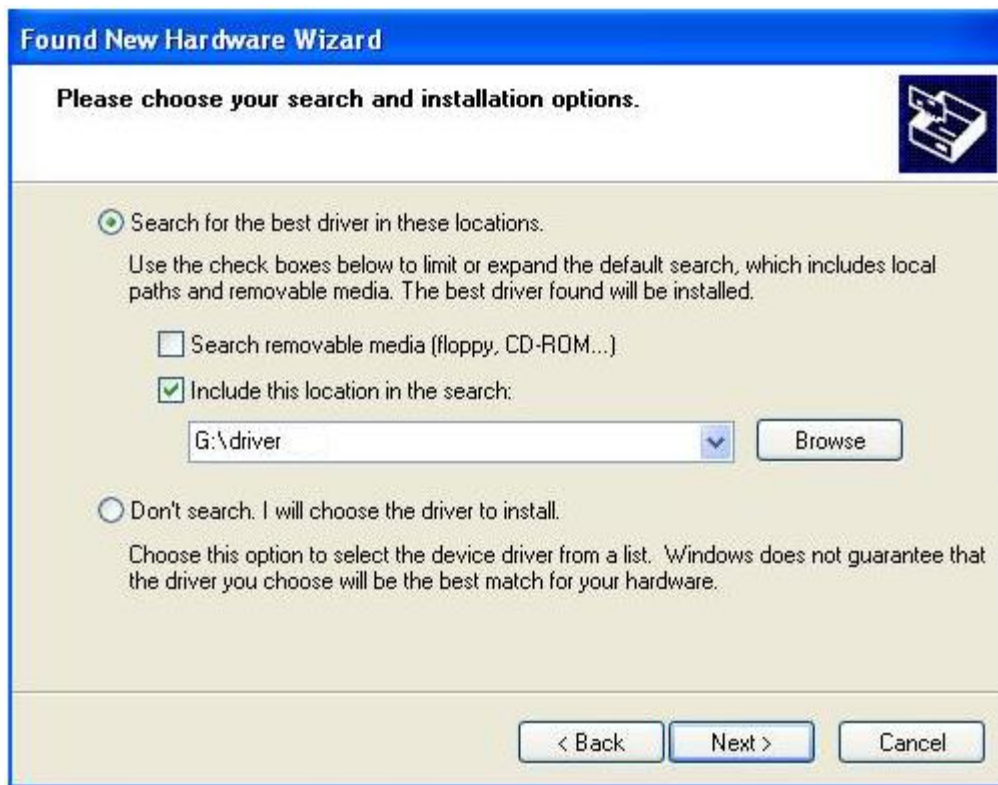 Found New Hardware Wizard
Please choose your search and installation options.
Search for the best driver in these locations.
Use the check boxes below to limit or expand the default search, which includes local
paths and removable media. The best driver found will be installed.
Search removable media (floppy, CD-ROM...)
Include this location in the search:
G:\driver
Browse
Don't search. I will choose the driver to install.
Choose this option to select the device driver from a list. Windows does not guarantee that
the driver you choose will be the best match for your hardware.
< Back Next > Cancel